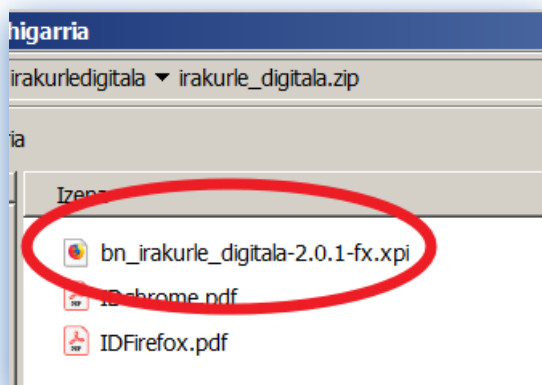 higarria
irakurledigitala ▾ irakurle_digitala.zip
ria
Izena
bn_irakurle_digitala-2.0.1-fx.xpi
IDchrome.pdf
IDFirefox.pdf